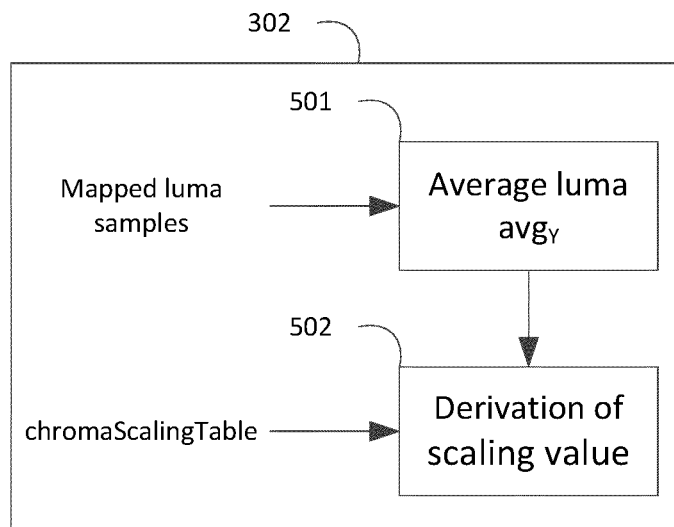 302
501
Mapped luma
samples
Average luma
avgY
502
chromaScalingTable
Derivation of
scaling value